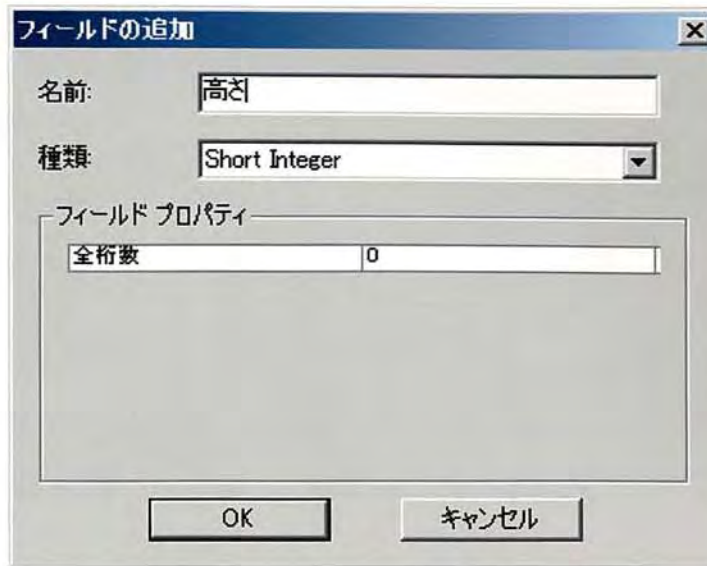 フィールドの追加
名前: 高さ
種類: Short Integer
フィールド プロパティ
全桁数 0
OK キャンセル